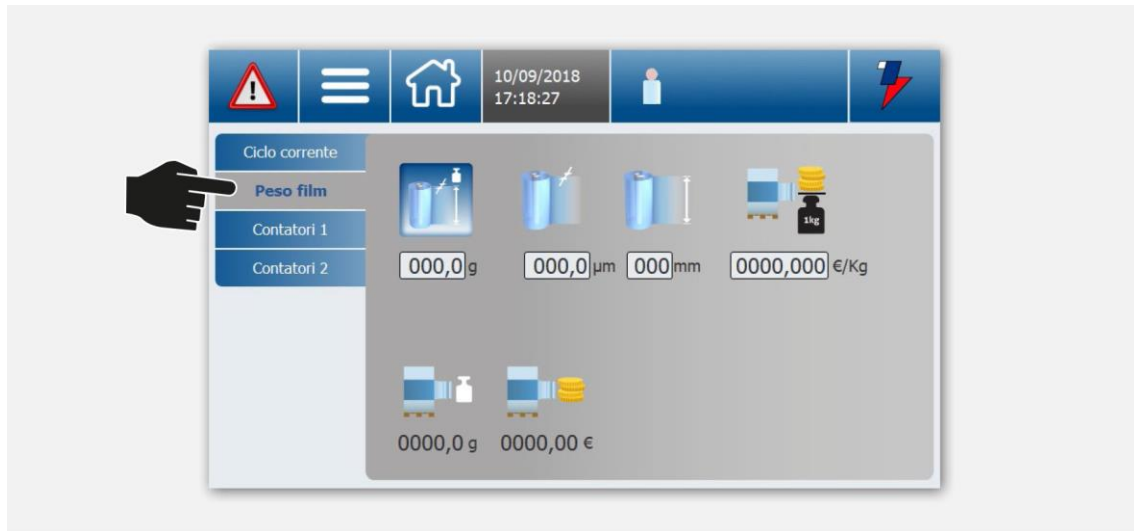 10/09/2018
17:18:27
Ciclo corrente
Peso film
Contatori 1
Contatori 2
1kg
000,0 g 000,0 µm 000 mm 0000,000 €/Kg
0000,0 g 0000,00 €